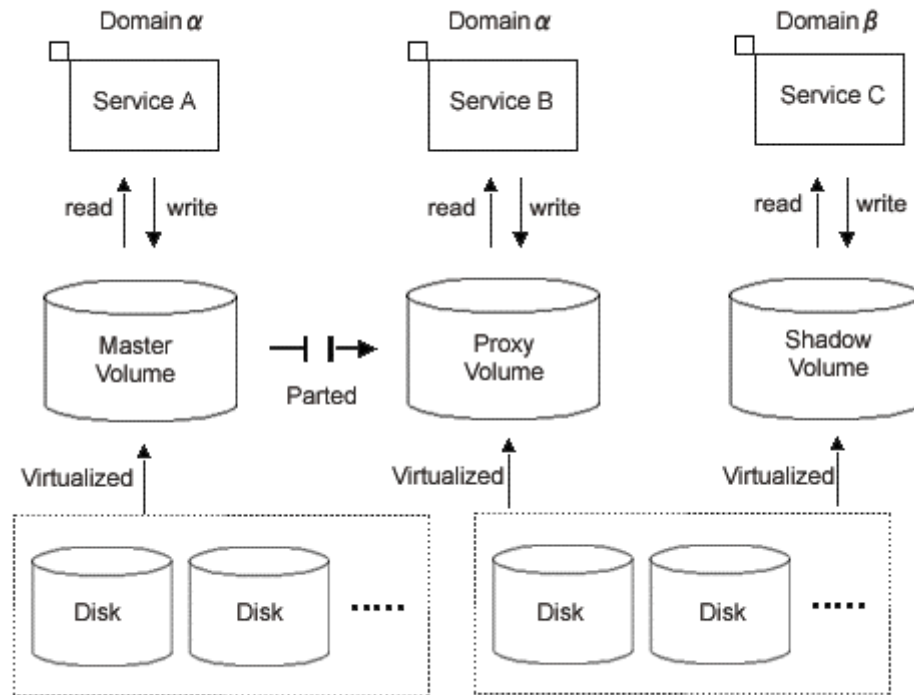 Domain α
Domain α
Domain β
Service A
Service B
Service C
read
write
read
write
read
write
Master
Volume
Parted
Proxy
Volume
Shadow
Volume
Virtualized
Virtualized
Virtualized
Disk
Disk
.....
Disk
Disk
.....